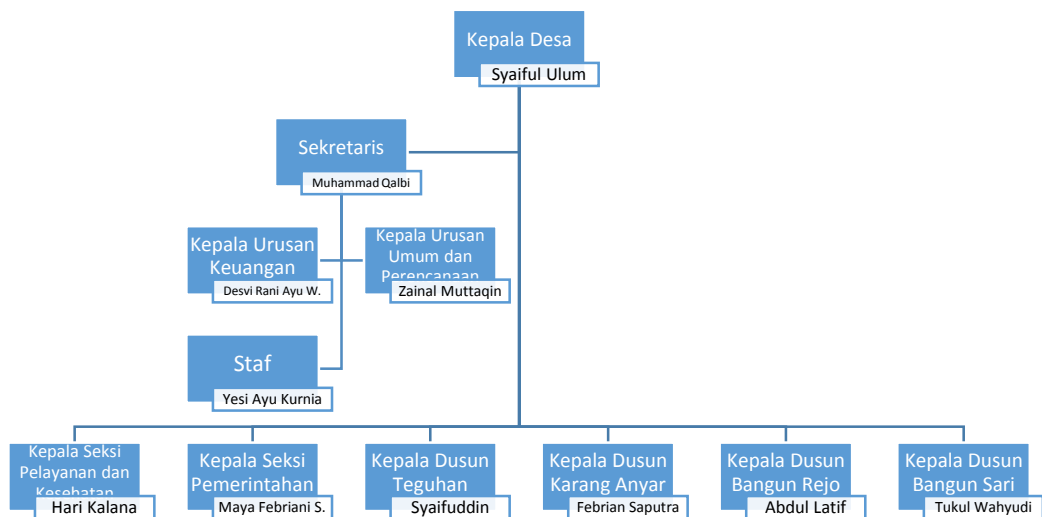 Kepala Desa
Syaiful Ulum
Sekretaris
Muhammad Qalbi
Kepala Urusan
Keuangan
Desvi Rani Ayu W.
Kepala Urusan
Umum dan
Perencanaan
Zainal Muttaqin
Staf
Yesi Ayu Kurnia
Kepala Seksi
Pelayanan dan
Kesehatan
Hari Kalana
Kepala Seksi
Pemerintahan
Maya Febriani S.
Kepala Dusun
Teguhan
Syaifuddin
Kepala Dusun
Karang Anyar
Febrian Saputra
Kepala Dusun
Bangun Rejo
Abdul Latif
Kepala Dusun
Bangun Sari
Tukul Wahyudi